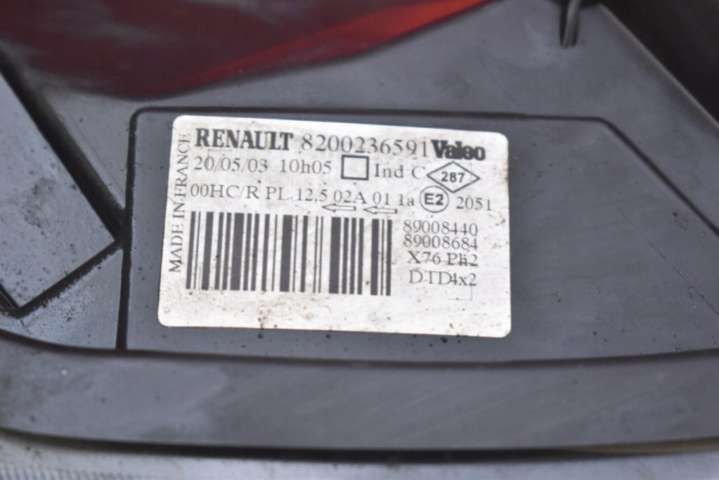 RENAULT 8200236591 Valeo
20/05/03 10h05 Ind C 287
00HC/R PL 12.5 02A 01 1a E2 2051
89008440
89008684
X76 Ph2
DTD4x2
MADE IN FRANCE